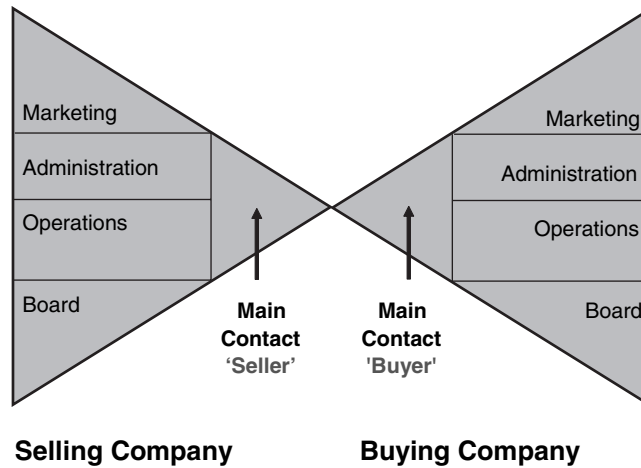 Marketing
Administration
Operations
Board
Marketing
Administration
Operations
Board
Main
Contact
‘Seller’
Main
Contact
'Buyer'
Selling Company
Buying Company